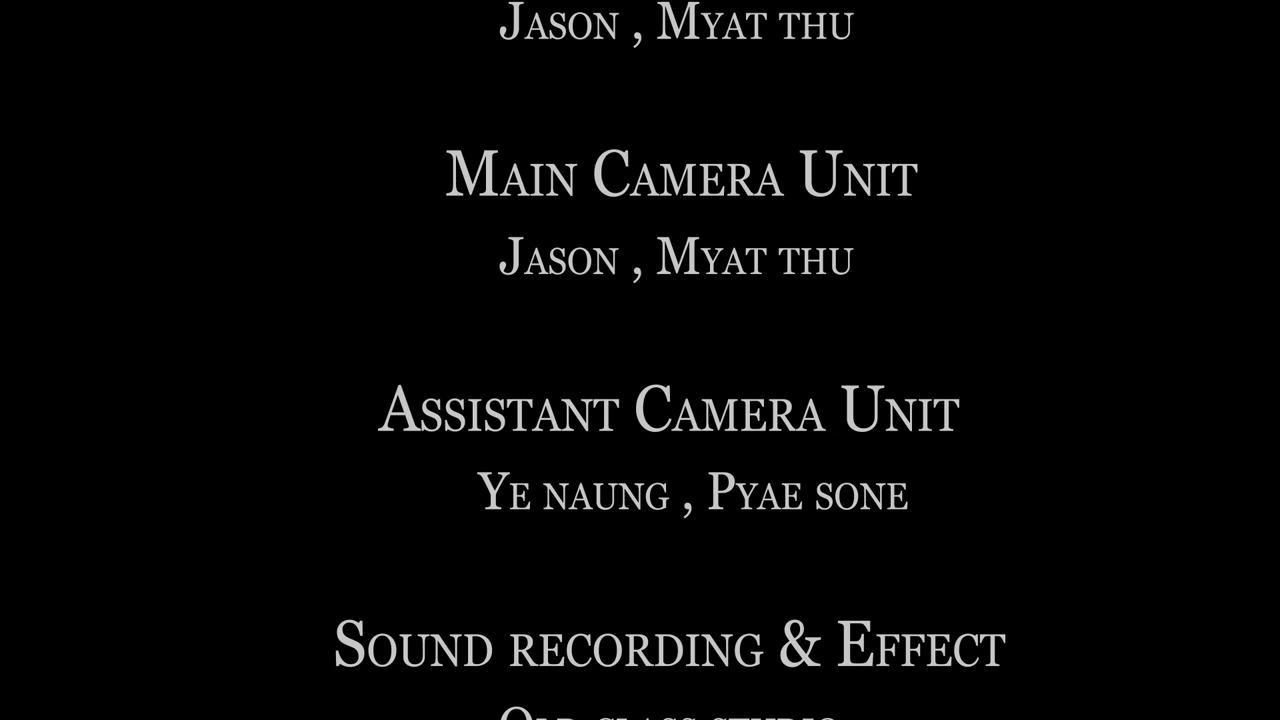 Jason , Myat thu
Main Camera Unit
Jason , Myat thu
Assistant Camera Unit
Ye naung , Pyae sone
Sound recording & Effect